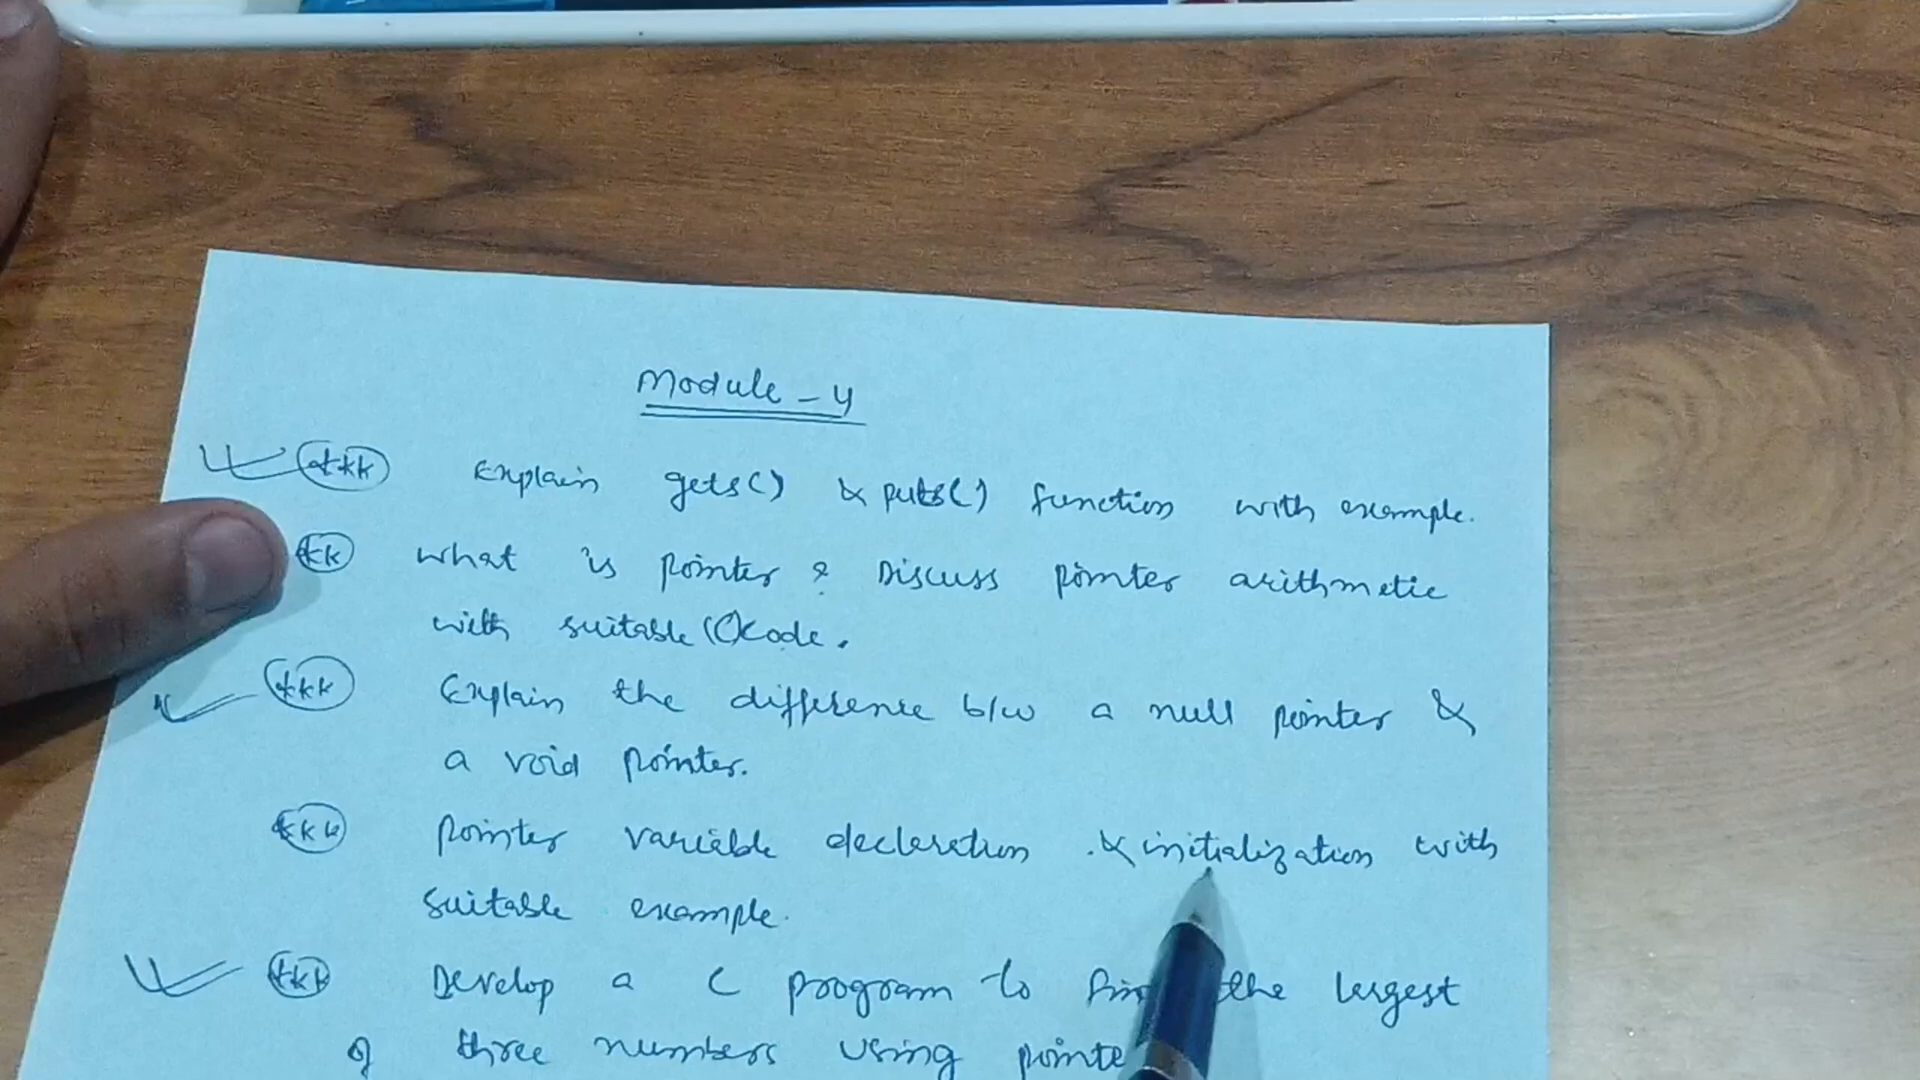 Module - 4
*** Explain gets() & puts() function with example.
** what is pointer? Discuss pointer arithmetic
with suitable C code.
*** Explain the difference b/w a null pointer &
a void pointer.
*** pointer variable declaration & initialization with
suitable example.
*** Develop a C program to the largest
of three numbers using